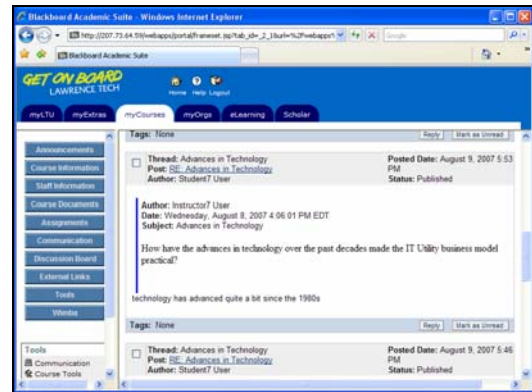 Blackboard Academic Suite - Windows Internet Explorer
http://207.73.64.59/webapps/portal/frameset.jsp?tab_id=_2_1&url=%2Fwebapps%
Google
Blackboard Academic Suite
GET ON BOARD
LAWRENCE TECH
Home Help Logout
myLTU myExtras myCourses myOrgs eLearning Scholar
Tags: None Reply Mark as Unread
Announcements
Course Information
Staff Information
Course Documents
Assignments
Communication
Discussion Board
External Links
Tools
Wimba
Tools
Communication
Course Tools
Thread: Advances in Technology
Post: RE: Advances in Technology
Author: Student7 User
Posted Date: August 9, 2007 5:53
PM
Status: Published
Author: Instructor7 User
Date: Wednesday, August 8, 2007 4:06:01 PM EDT
Subject: Advances in Technology
How have the advances in technology over the past decades made the IT Utility business model
practical?
technology has advanced quite a bit since the 1980s
Tags: None Reply Mark as Unread
Thread: Advances in Technology
Post: RE: Advances in Technology
Author: Student7 User
Posted Date: August 9, 2007 5:46
PM
Status: Published